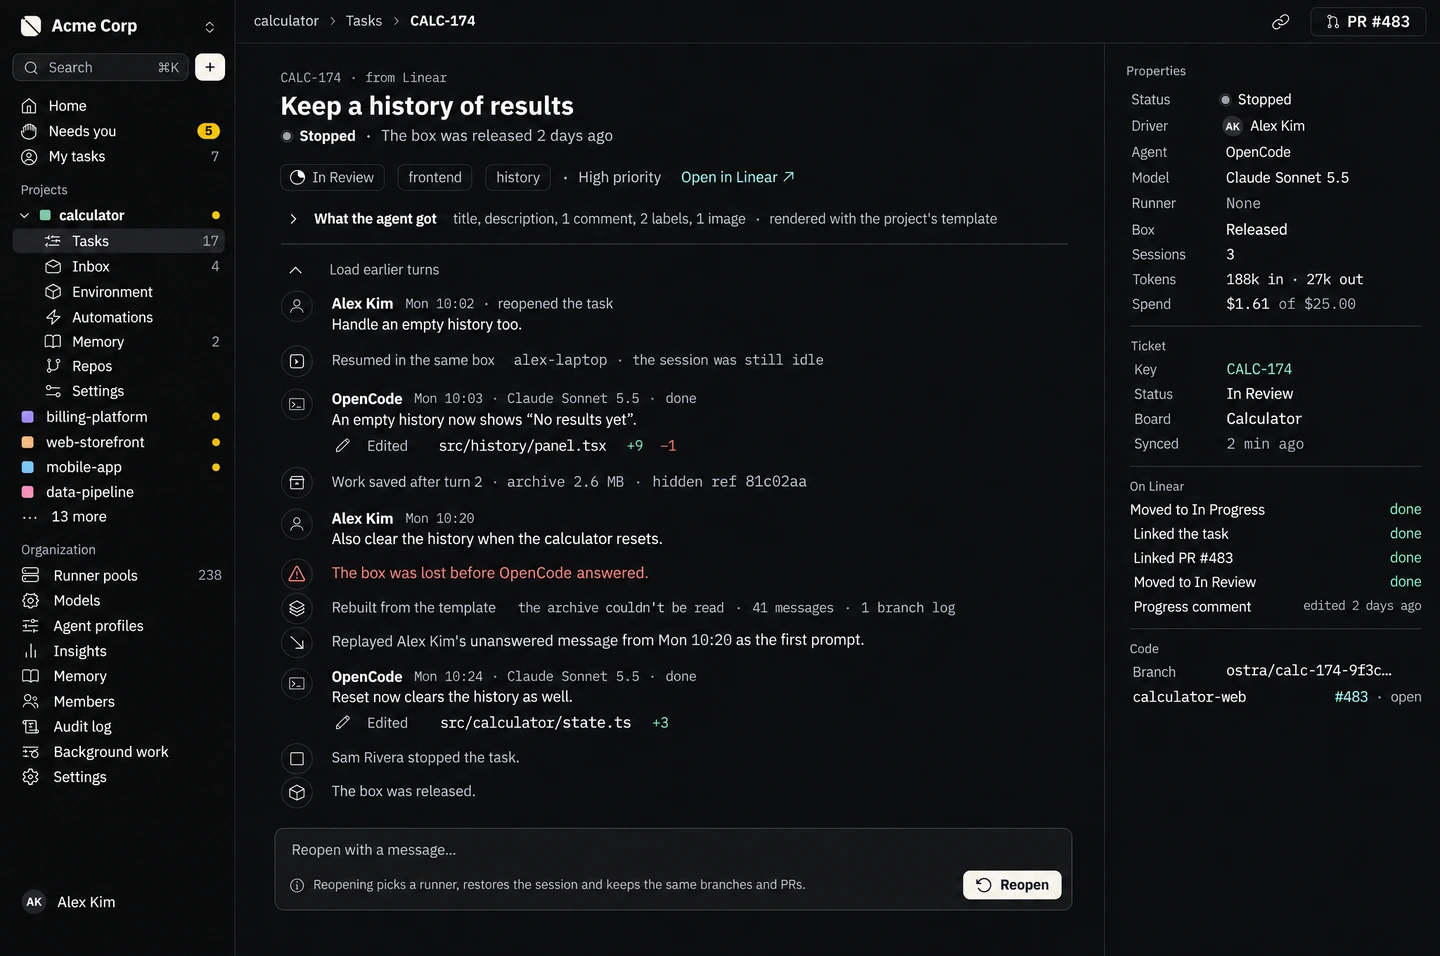 Acme Corp
Search ⌘K +
Home
Needs you 5
My tasks 7
Projects
calculator
Tasks 17
Inbox 4
Environment
Automations
Memory 2
Repos
Settings
billing-platform
web-storefront
mobile-app
data-pipeline
··· 13 more
Organization
Runner pools 238
Models
Agent profiles
Insights
Memory
Members
Audit log
Background work
Settings
AK Alex Kim
calculator > Tasks > CALC-174
PR #483
CALC-174 · from Linear
Keep a history of results
Stopped · The box was released 2 days ago
In Review frontend history · High priority Open in Linear ↗
What the agent got title, description, 1 comment, 2 labels, 1 image · rendered with the project's template
Load earlier turns
Alex Kim Mon 10:02 · reopened the task
Handle an empty history too.
Resumed in the same box alex-laptop · the session was still idle
OpenCode Mon 10:03 · Claude Sonnet 5.5 · done
An empty history now shows “No results yet”.
Edited src/history/panel.tsx +9 −1
Work saved after turn 2 · archive 2.6 MB · hidden ref 81c02aa
Alex Kim Mon 10:20
Also clear the history when the calculator resets.
The box was lost before OpenCode answered.
Rebuilt from the template the archive couldn't be read · 41 messages · 1 branch log
Replayed Alex Kim's unanswered message from Mon 10:20 as the first prompt.
OpenCode Mon 10:24 · Claude Sonnet 5.5 · done
Reset now clears the history as well.
Edited src/calculator/state.ts +3
Sam Rivera stopped the task.
The box was released.
Reopen with a message...
Reopening picks a runner, restores the session and keeps the same branches and PRs.
Reopen
Properties
Status Stopped
Driver AK Alex Kim
Agent OpenCode
Model Claude Sonnet 5.5
Runner None
Box Released
Sessions 3
Tokens 188k in · 27k out
Spend $1.61 of $25.00
Ticket
Key CALC-174
Status In Review
Board Calculator
Synced 2 min ago
On Linear
Moved to In Progress done
Linked the task done
Linked PR #483 done
Moved to In Review done
Progress comment edited 2 days ago
Code
Branch ostra/calc-174-9f3c…
calculator-web #483 · open